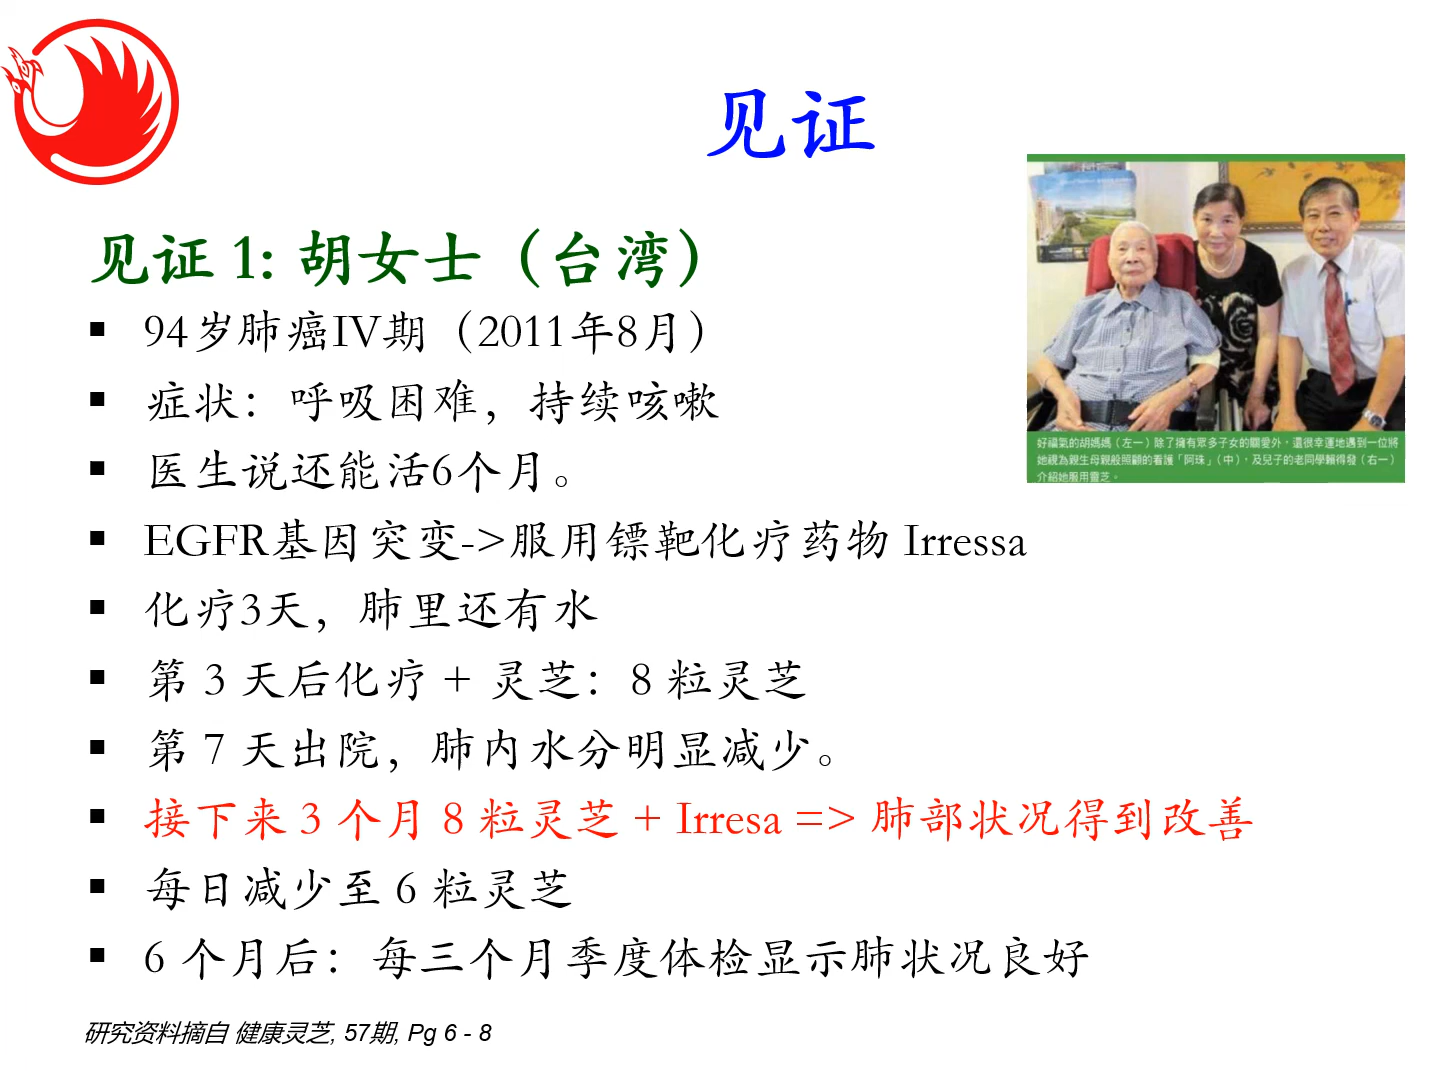 见证
见证 1: 胡女士（台湾）
▪ 94岁肺癌IV期（2011年8月）
▪ 症状：呼吸困难，持续咳嗽
▪ 医生说还能活6个月。
▪ EGFR基因突变->服用镖靶化疗药物 Irressa
▪ 化疗3天，肺里还有水
▪ 第 3 天后化疗 + 灵芝：8 粒灵芝
▪ 第 7 天出院，肺内水分明显减少。
▪ 接下来 3 个月 8 粒灵芝 + Irresa => 肺部状况得到改善
▪ 每日减少至 6 粒灵芝
▪ 6 个月后：每三个月季度体检显示肺状况良好
好福氣的胡媽媽（左一）除了擁有眾多子女的關愛外，還很幸運地遇到一位將
她視為親生母親般照顧的看護「阿珠」（中），及兒子的老同學賴得發（右一）
介紹她服用靈芝。
研究资料摘自 健康灵芝, 57期, Pg 6 - 8